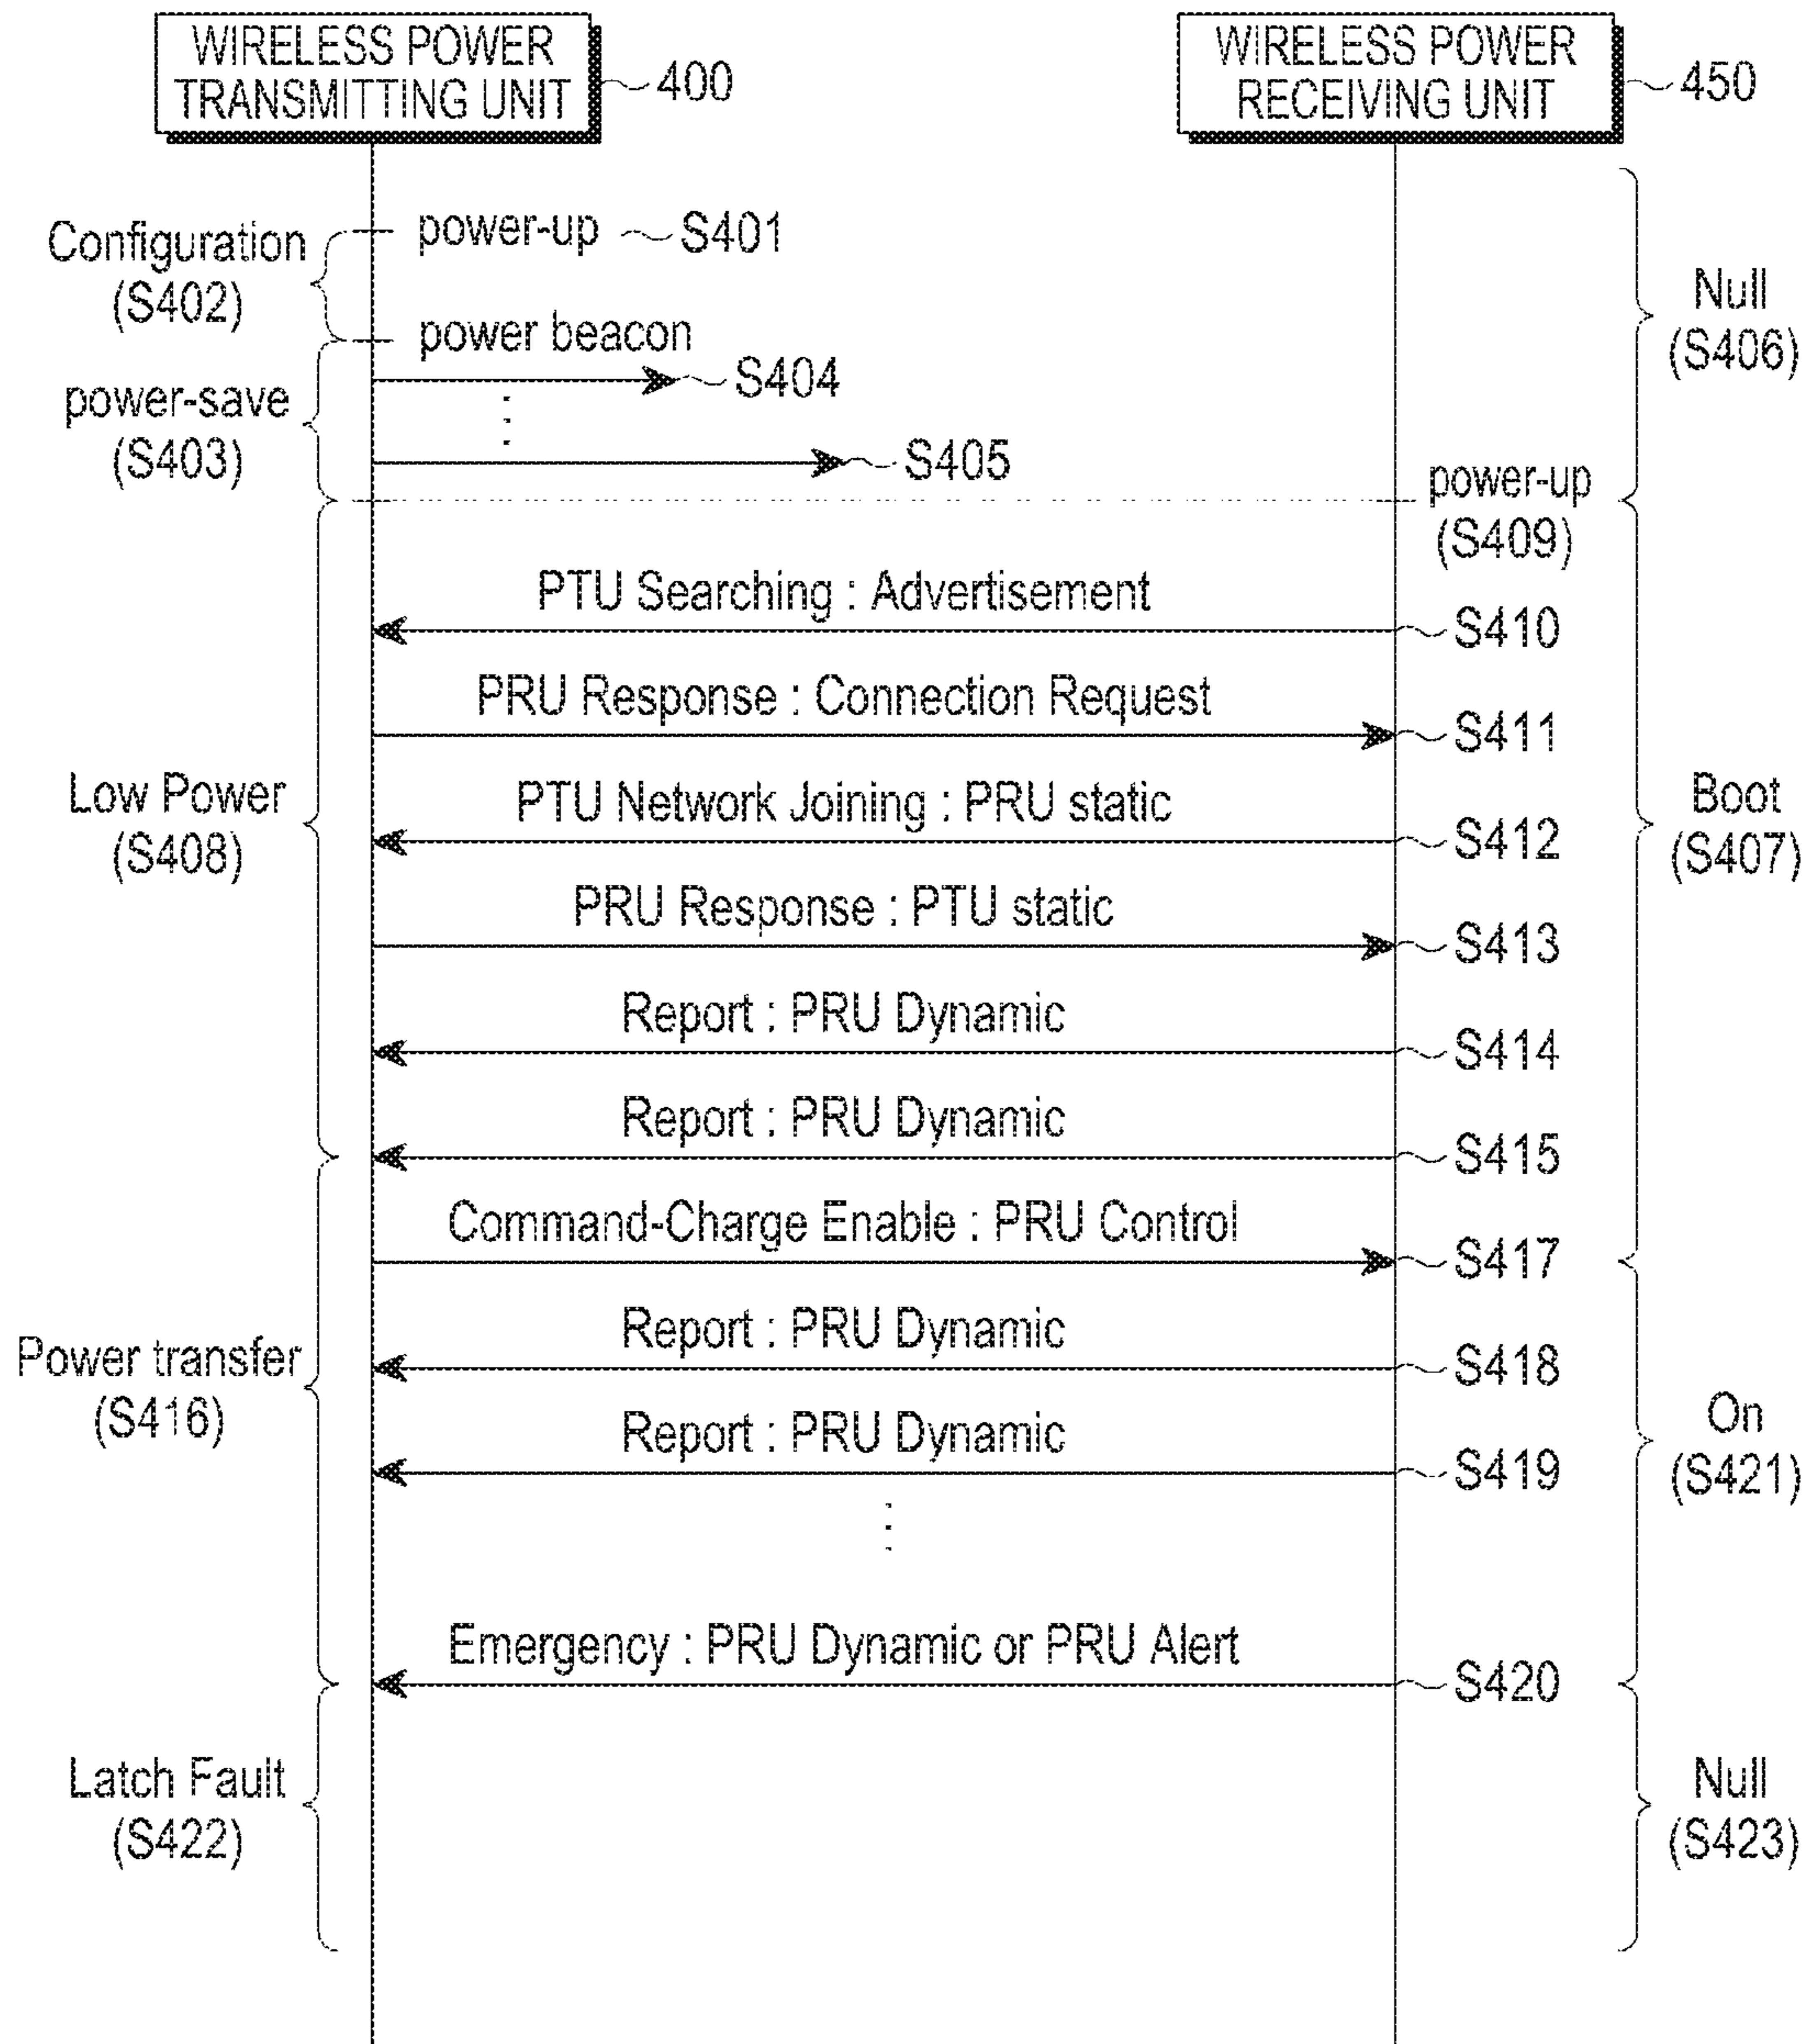 WIRELESS POWER
TRANSMITTING UNIT
400
WIRELESS POWER
RECEIVING UNIT
450
Configuration
(S402)
power-up
S401
Null
(S406)
power beacon
S404
power-save
(S403)
S405
power-up
(S409)
PTU Searching : Advertisement
S410
PRU Response : Connection Request
S411
Low Power
(S408)
PTU Network Joining : PRU static
S412
Boot
(S407)
PRU Response : PTU static
S413
Report : PRU Dynamic
S414
Report : PRU Dynamic
S415
Command-Charge Enable : PRU Control
S417
Power transfer
(S416)
Report : PRU Dynamic
S418
Report : PRU Dynamic
S419
On
(S421)
Emergency : PRU Dynamic or PRU Alert
S420
Latch Fault
(S422)
Null
(S423)